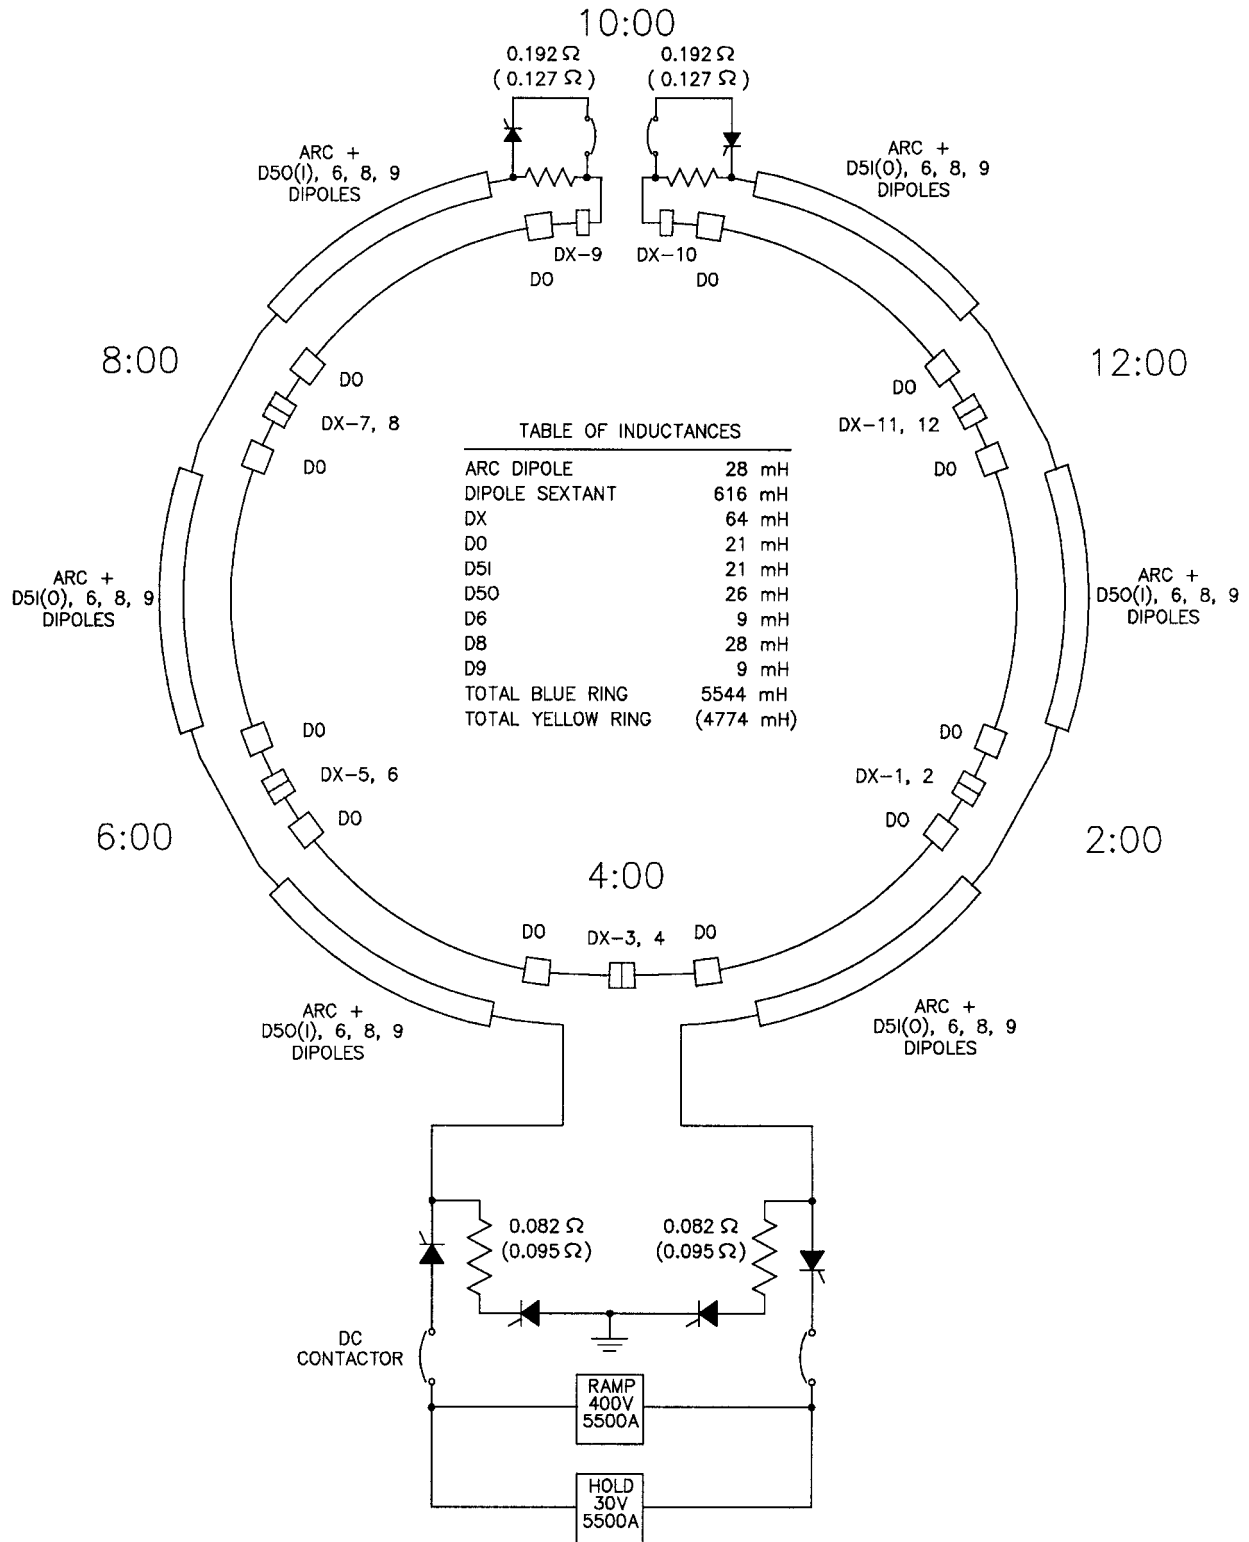 10:00
0.192 Ω
( 0.127 Ω )
0.192 Ω
( 0.127 Ω )
ARC +
D5O(I), 6, 8, 9
DIPOLES
ARC +
D5I(O), 6, 8, 9
DIPOLES
DX-9
DX-10
DO
DO
8:00
12:00
DO
DO
DX-7, 8
DX-11, 12
DO
DO
TABLE OF INDUCTANCES
ARC DIPOLE 28 mH
DIPOLE SEXTANT 616 mH
DX 64 mH
DO 21 mH
D5I 21 mH
D5O 26 mH
D6 9 mH
D8 28 mH
D9 9 mH
TOTAL BLUE RING 5544 mH
TOTAL YELLOW RING (4774 mH)
ARC +
D5I(O), 6, 8, 9
DIPOLES
ARC +
D5O(I), 6, 8, 9
DIPOLES
DO
DO
DX-5, 6
DX-1, 2
DO
DO
6:00
2:00
4:00
DO
DX-3, 4
DO
ARC +
D5O(I), 6, 8, 9
DIPOLES
ARC +
D5I(O), 6, 8, 9
DIPOLES
0.082 Ω
(0.095 Ω)
0.082 Ω
(0.095 Ω)
DC
CONTACTOR
RAMP
400V
5500A
HOLD
30V
5500A